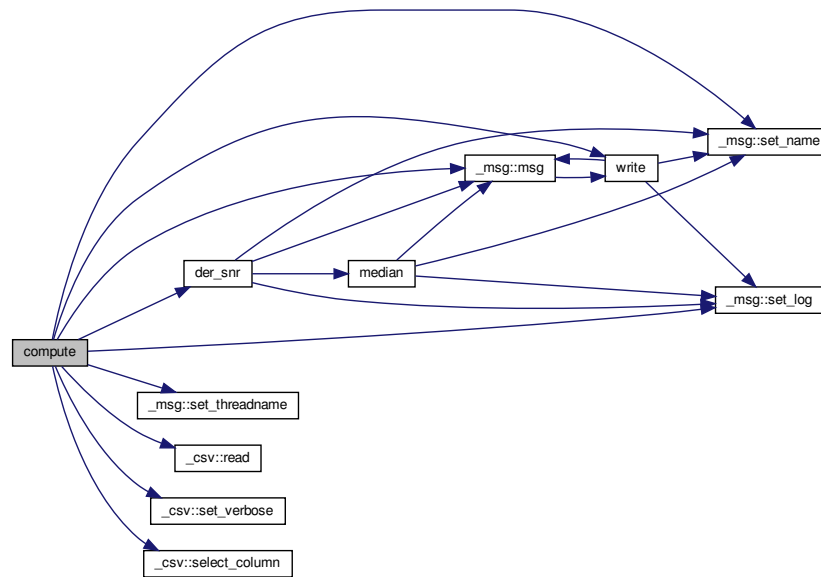 _msg::set_name
_msg::msg
write
der_snr
median
_msg::set_log
compute
_msg::set_threadname
_csv::read
_csv::set_verbose
_csv::select_column